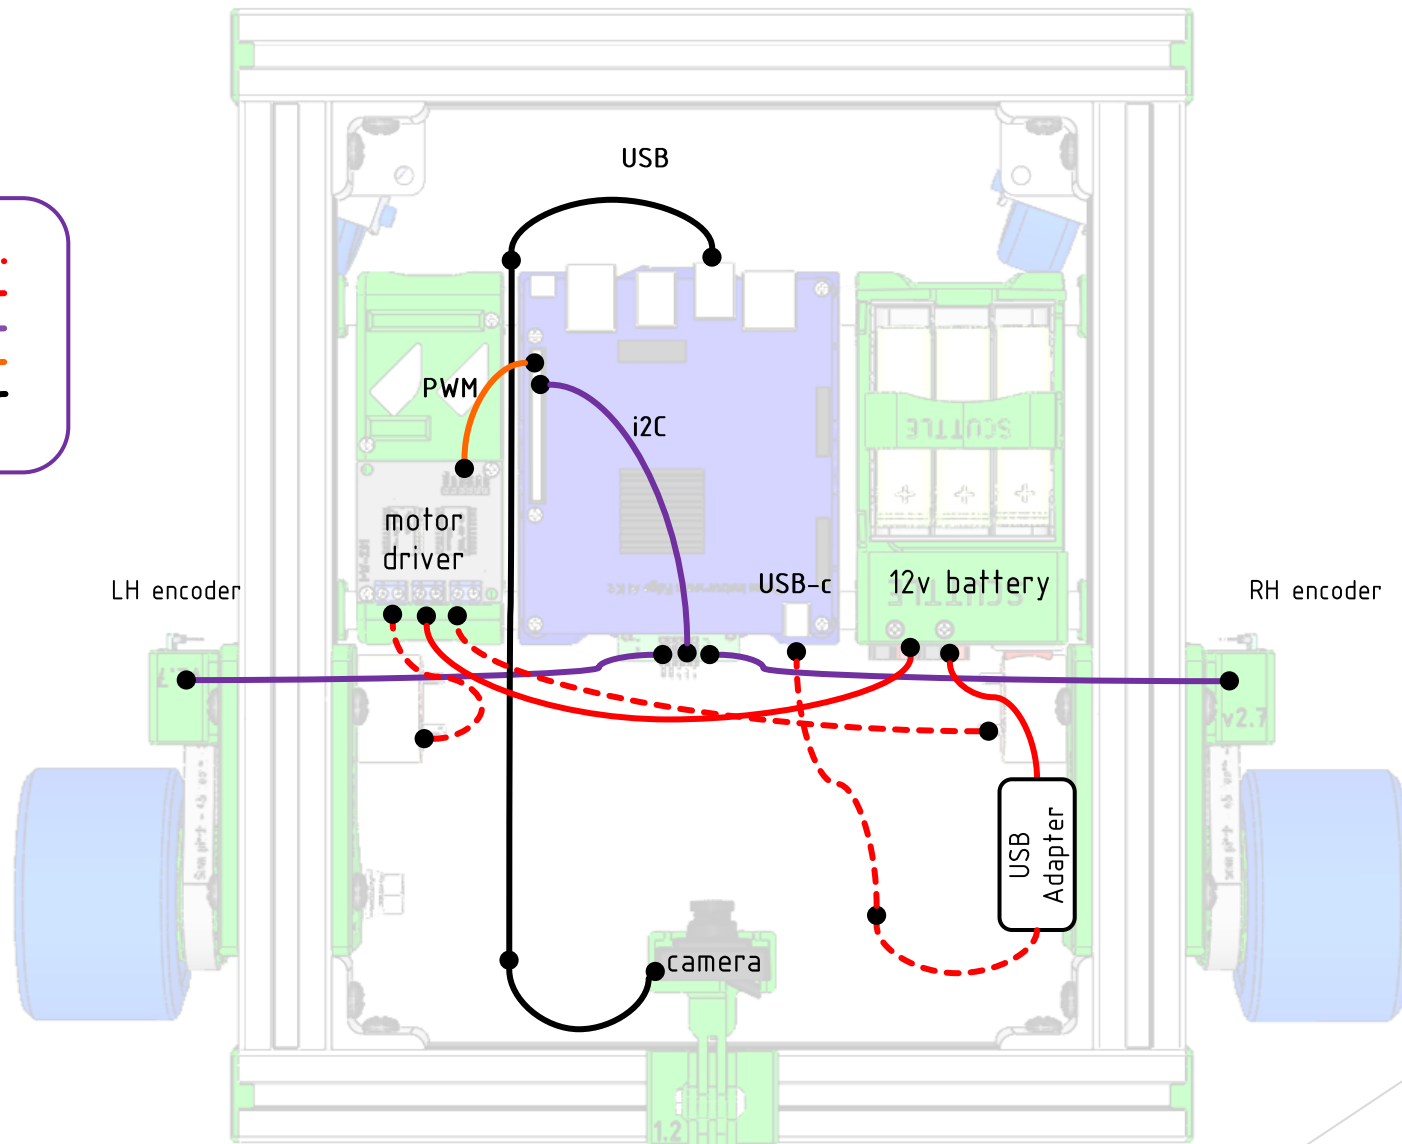 USB
PWM
i2C
SCUTTLE
motor
driver
USB-c
12v battery
SCUTTLE
LH encoder
RH encoder
v2.7
USB
Adapter
camera
1.2